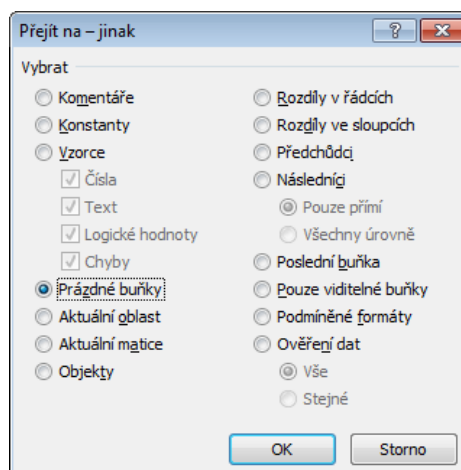 Přejít na – jinak
Vybrat
Komentáře
Konstanty
Vzorce
Čísla
Text
Logické hodnoty
Chyby
Prázdné buňky
Aktuální oblast
Aktuální matice
Objekty
Rozdíly v řádcích
Rozdíly ve sloupcích
Předchůdci
Následníci
Pouze přímí
Všechny úrovně
Poslední buňka
Pouze viditelné buňky
Podmíněné formáty
Ověření dat
Vše
Stejné
OK
Storno